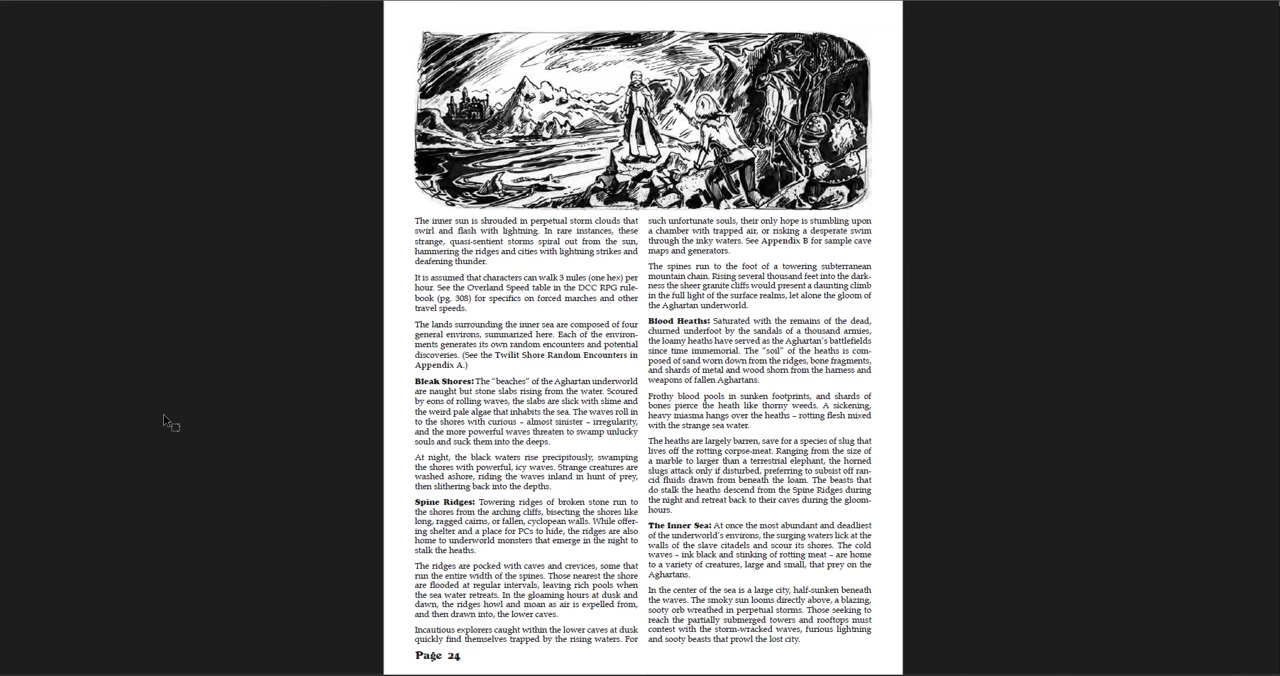 The inner sun is shrouded in perpetual storm clouds that
swirl and flash with lightning. In rare instances, these
strange, quasi-sentient storms spiral out from the sun,
hammering the ridges and cities with lightning strikes and
deafening thunder.
It is assumed that characters can walk 3 miles (one hex) per
hour. See the Overland Speed table in the DCC RPG rule-
book (pg. 308) for specifics on forced marches and other
travel speeds.
The lands surrounding the inner sea are composed of four
general environs, summarized here. Each of the environ-
ments generates its own random encounters and potential
discoveries. (See the Twilit Shore Random Encounters in
Appendix A.)
Bleak Shores: The "beaches" of the Aghartan underworld
are naught but stone slabs rising from the water. Scoured
by eons of rolling waves, the slabs are slick with slime and
the weird pale algae that inhabits the sea. The waves roll in
to the shores with curious – almost sinister – irregularity,
and the more powerful waves threaten to swamp unlucky
souls and suck them into the deeps.
At night, the black waters rise precipitously, swamping
the shores with powerful, icy waves. Strange creatures are
washed ashore, riding the waves inland in hunt of prey,
then slithering back into the depths.
Spine Ridges: Towering ridges of broken stone run to
the shores from the arching cliffs, bisecting the shores like
long, ragged cairns, or fallen, cyclopean walls. While offer-
ing shelter and a place for PCs to hide, the ridges are also
home to underworld monsters that emerge in the night to
stalk the heaths.
The ridges are pocked with caves and crevices, some that
run the entire width of the spines. Those nearest the shore
are flooded at regular intervals, leaving rich pools when
the sea water retreats. In the gloaming hours at dusk and
dawn, the ridges howl and moan as air is expelled from,
and then drawn into, the lower caves.
Incautious explorers caught within the lower caves at dusk
quickly find themselves trapped by the rising waters. For
such unfortunate souls, their only hope is stumbling upon
a chamber with trapped air, or risking a desperate swim
through the inky waters. See Appendix B for sample cave
maps and generators.
The spines run to the foot of a towering subterranean
mountain chain. Rising several thousand feet into the dark-
ness the sheer granite cliffs would present a daunting climb
in the full light of the surface realms, let alone the gloom of
the Aghartan underworld.
Blood Heaths: Saturated with the remains of the dead,
churned underfoot by the sandals of a thousand armies,
the loamy heaths have served as the Aghartan's battlefields
since time immemorial. The "soil" of the heaths is com-
posed of sand worn down from the ridges, bone fragments,
and shards of metal and wood shorn from the harness and
weapons of fallen Aghartans.
Frothy blood pools in sunken footprints, and shards of
bones pierce the heath like thorny weeds. A sickening,
heavy miasma hangs over the heaths – rotting flesh mixed
with the strange sea water.
The heaths are largely barren, save for a species of slug that
lives off the rotting corpse-meat. Ranging from the size of
a marble to larger than a terrestrial elephant, the horned
slugs attack only if disturbed, preferring to subsist off ran-
cid fluids drawn from beneath the loam. The beasts that
do stalk the heaths descend from the Spine Ridges during
the night and retreat back to their caves during the gloom-
hours.
The Inner Sea: At once the most abundant and deadliest
of the underworld's environs, the surging waters lick at the
walls of the slave citadels and scour its shores. The cold
waves – ink black and stinking of rotting meat – are home
to a variety of creatures, large and small, that prey on the
Aghartans.
In the center of the sea is a large city, half-sunken beneath
the waves. The smoky sun looms directly above, a blazing,
sooty orb wreathed in perpetual storms. Those seeking to
reach the partially submerged towers and rooftops must
contest with the storm-wracked waves, furious lightning
and sooty beasts that prowl the lost city.
Page 24